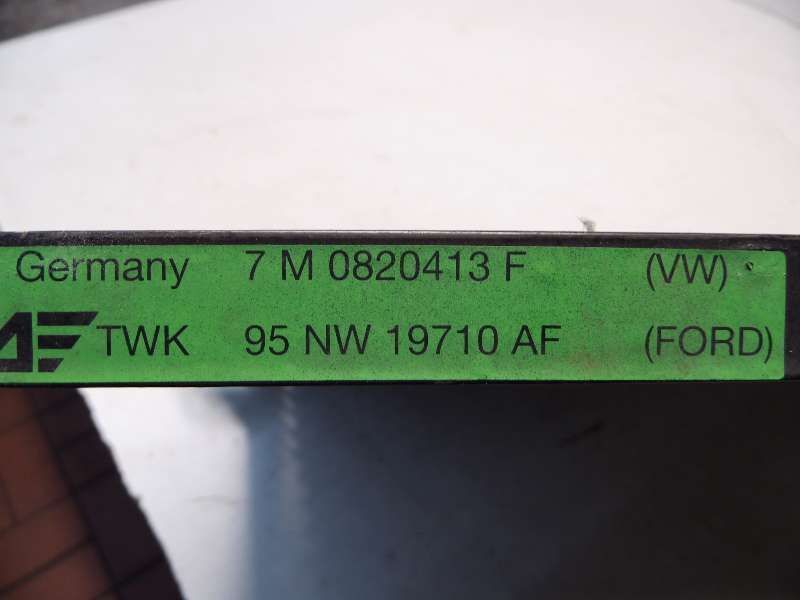 Germany 7 M 0820413 F (VW)
TWK 95 NW 19710 AF (FORD)